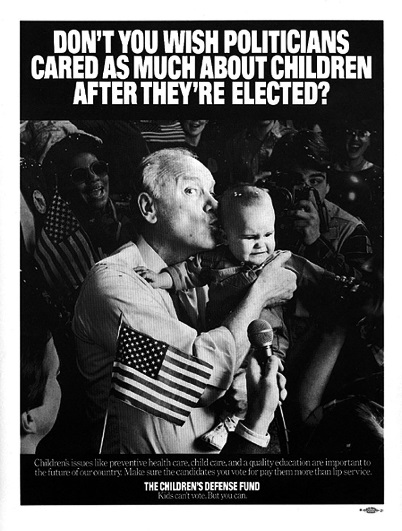 DON'T YOU WISH POLITICIANS
CARED AS MUCH ABOUT CHILDREN
AFTER THEY'RE ELECTED?
Children's issues like preventive health care, child care, and a quality education are important to
the future of our country. Make sure the candidates you vote for pay them more than lip service.
THE CHILDREN'S DEFENSE FUND
Kids can't vote. But you can.